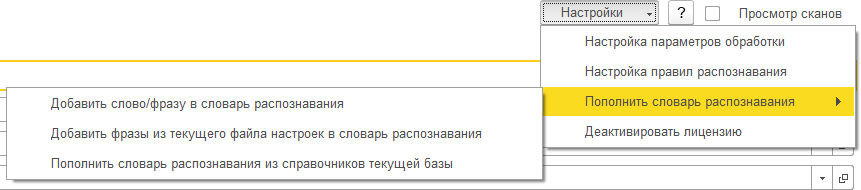 Настройки
?
Просмотр сканов
Настройка параметров обработки
Настройка правил распознавания
Пополнить словарь распознавания
Деактивировать лицензию
Добавить слово/фразу в словарь распознавания
Добавить фразы из текущего файла настроек в словарь распознавания
Пополнить словарь распознавания из справочников текущей базы